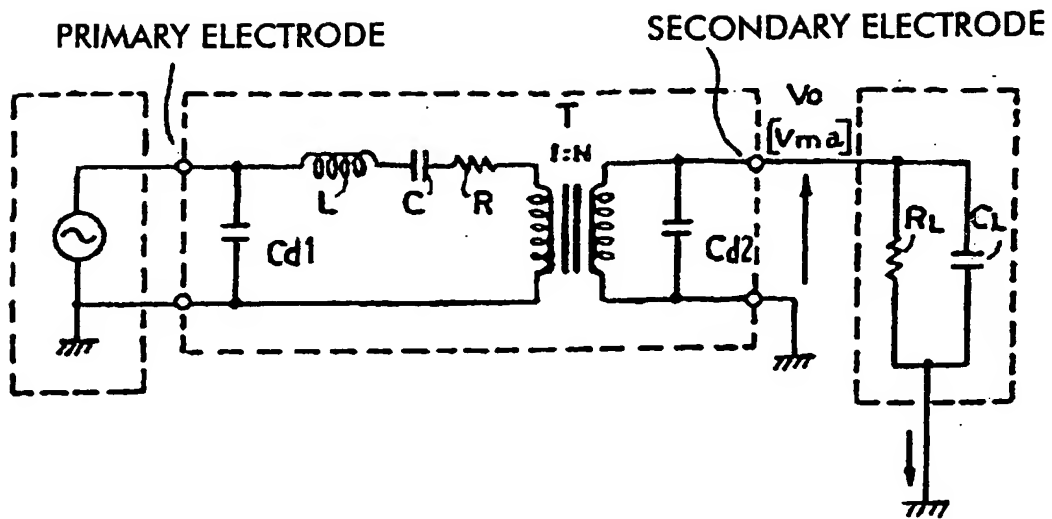 PRIMARY ELECTRODE
SECONDARY ELECTRODE
T
1:N
Vo
[Vma]
L
C
R
Cd1
Cd2
RL
CL